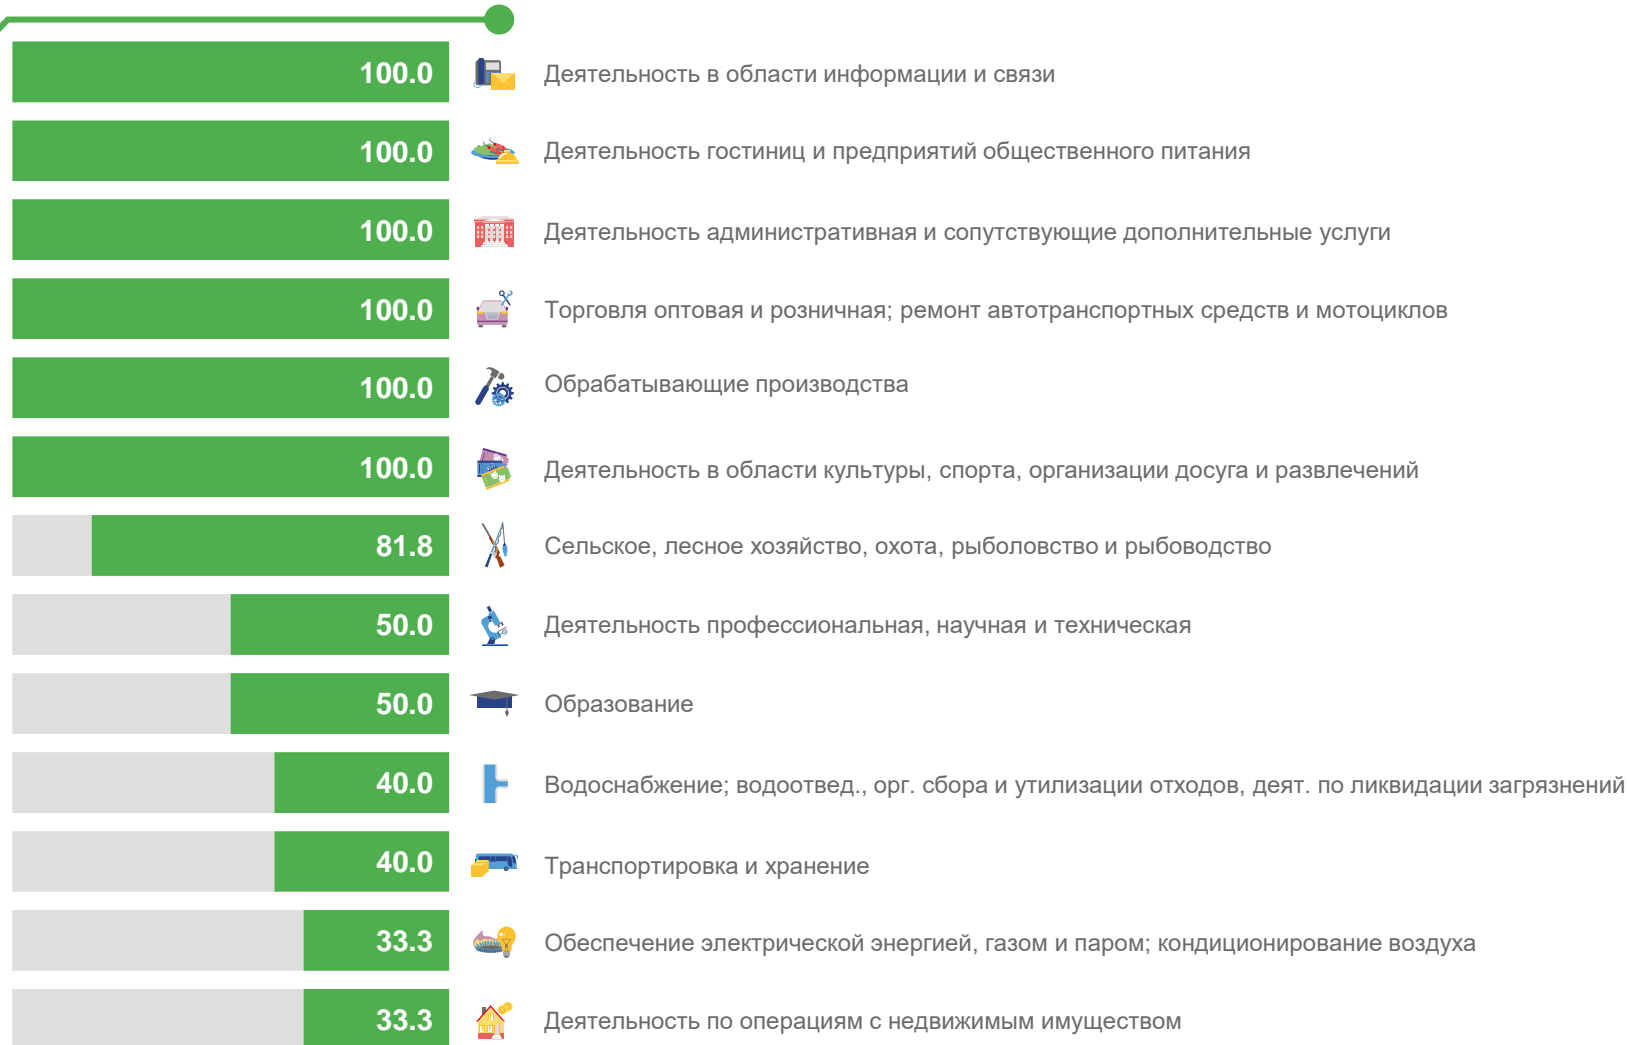 100.0 Деятельность в области информации и связи
100.0 Деятельность гостиниц и предприятий общественного питания
100.0 Деятельность административная и сопутствующие дополнительные услуги
100.0 Торговля оптовая и розничная; ремонт автотранспортных средств и мотоциклов
100.0 Обрабатывающие производства
100.0 Деятельность в области культуры, спорта, организации досуга и развлечений
81.8 Сельское, лесное хозяйство, охота, рыболовство и рыбоводство
50.0 Деятельность профессиональная, научная и техническая
50.0 Образование
40.0 Водоснабжение; водоотвед., орг. сбора и утилизации отходов, деят. по ликвидации загрязнений
40.0 Транспортировка и хранение
33.3 Обеспечение электрической энергией, газом и паром; кондиционирование воздуха
33.3 Деятельность по операциям с недвижимым имуществом